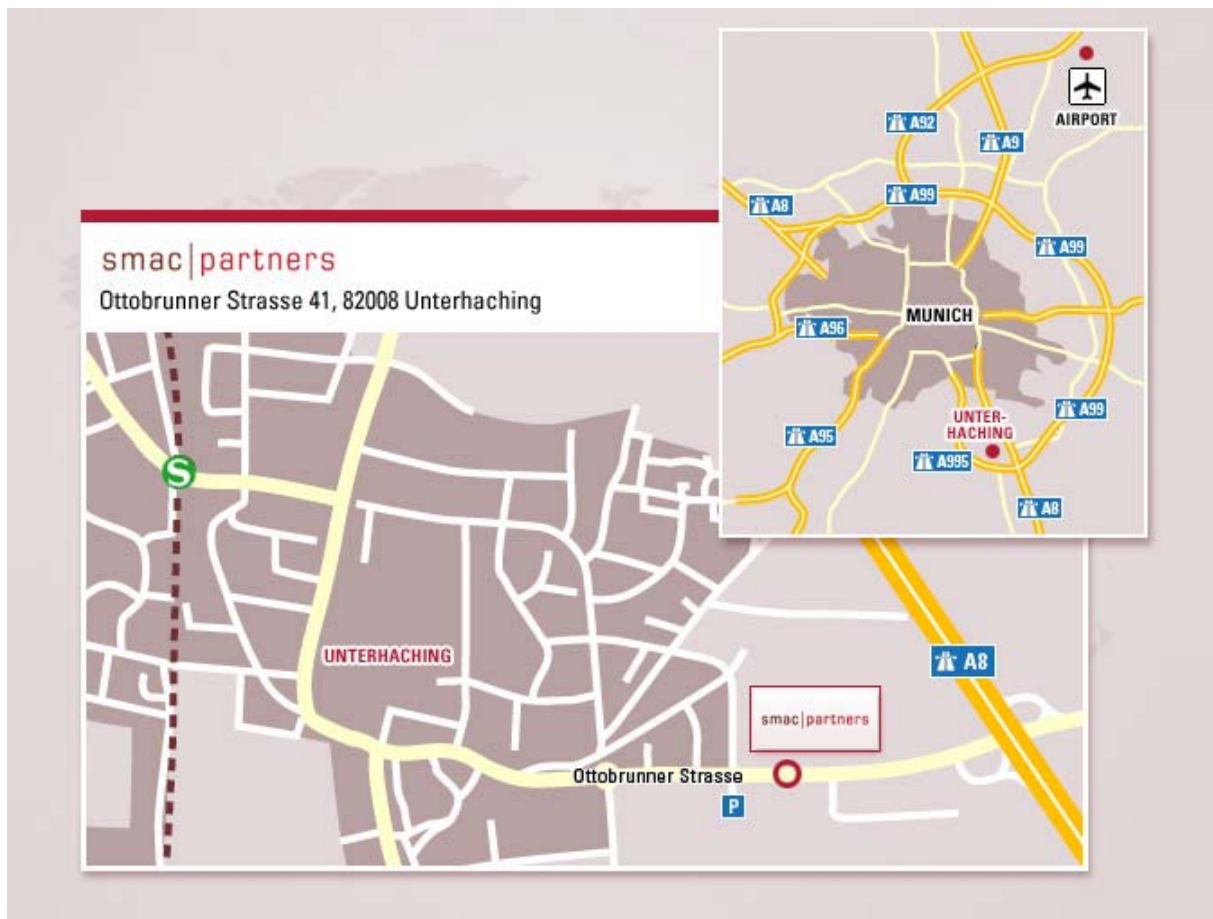 smac|partners
Ottobrunner Strasse 41, 82008 Unterhaching
AIRPORT
A92
A9
A8
A99
A99
MUNICH
A96
A99
UNTER-
HACHING
A95
A995
A8
S
UNTERHACHING
A8
smac|partners
Ottobrunner Strasse
P